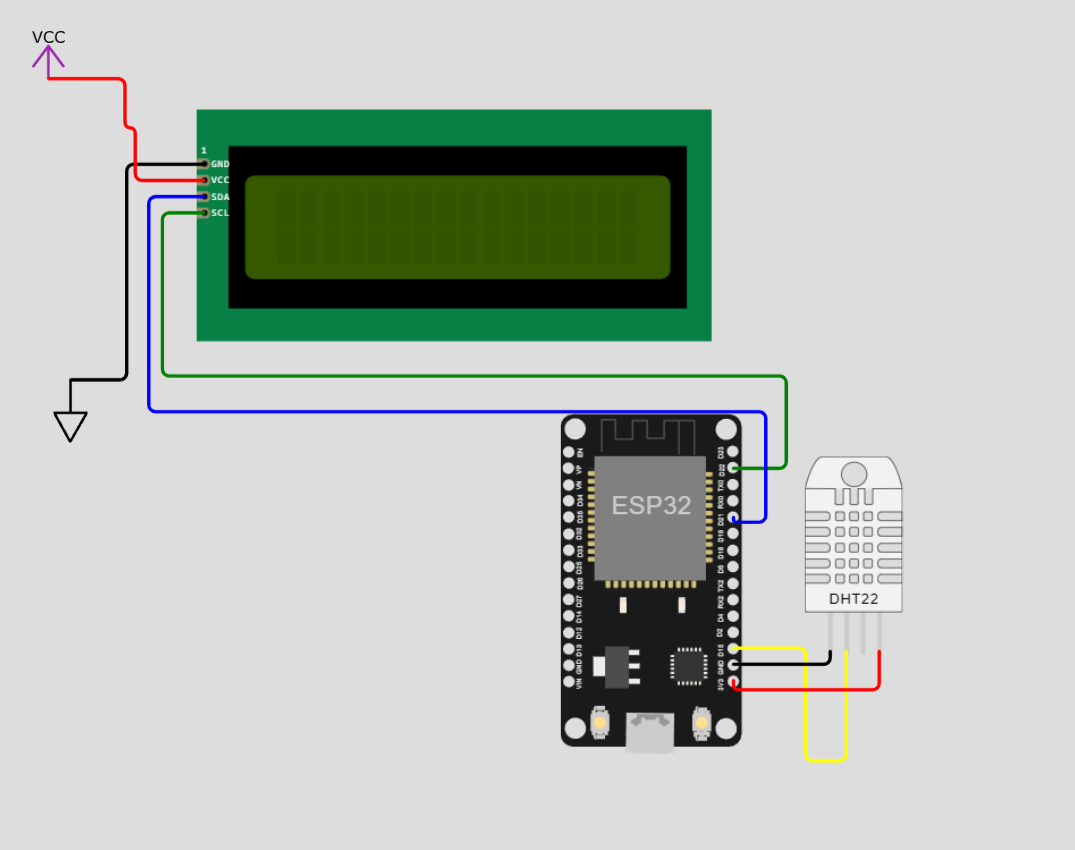 VCC
1
GND
VCC
SDA
SCL
ESP32
EN
VP
VN
D34
D35
D32
D33
D25
D26
D27
D14
D12
D13
GND
VIN
D23
D22
TX0
RX0
D21
D19
D18
D5
TX2
RX2
D4
D2
D15
GND
3V3
DHT22